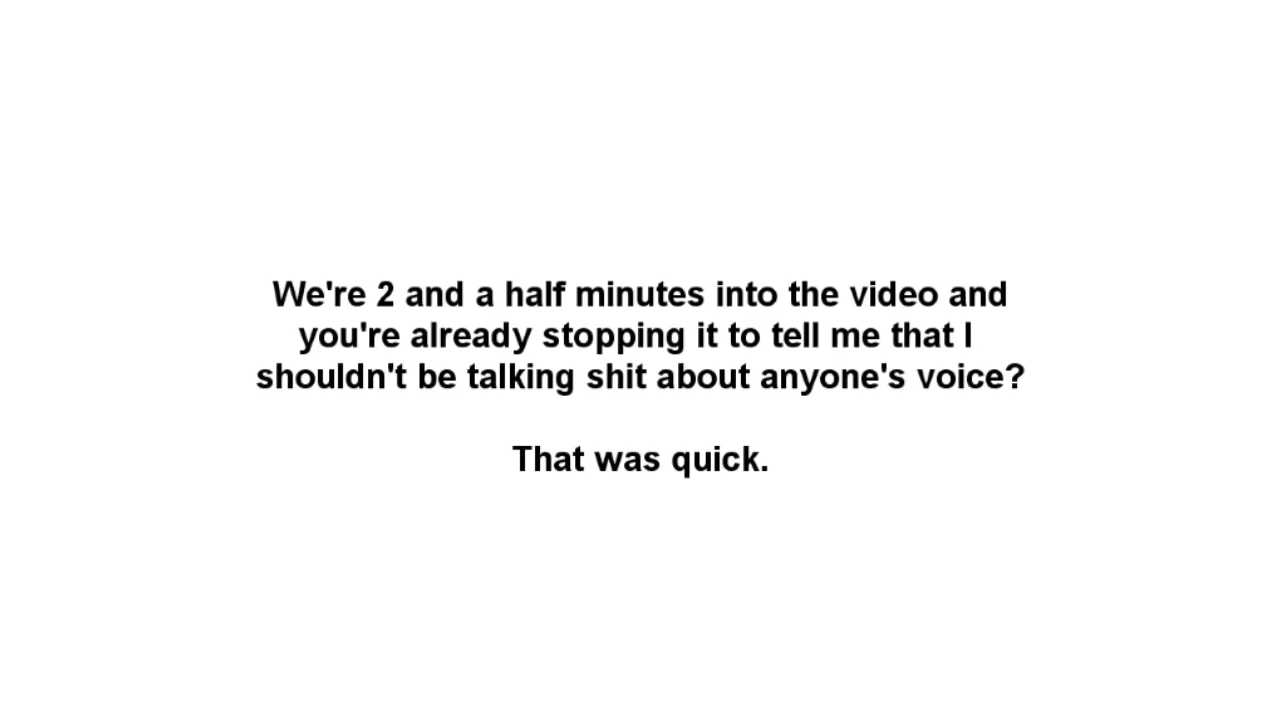 We're 2 and a half minutes into the video and
you're already stopping it to tell me that I
shouldn't be talking shit about anyone's voice?
That was quick.